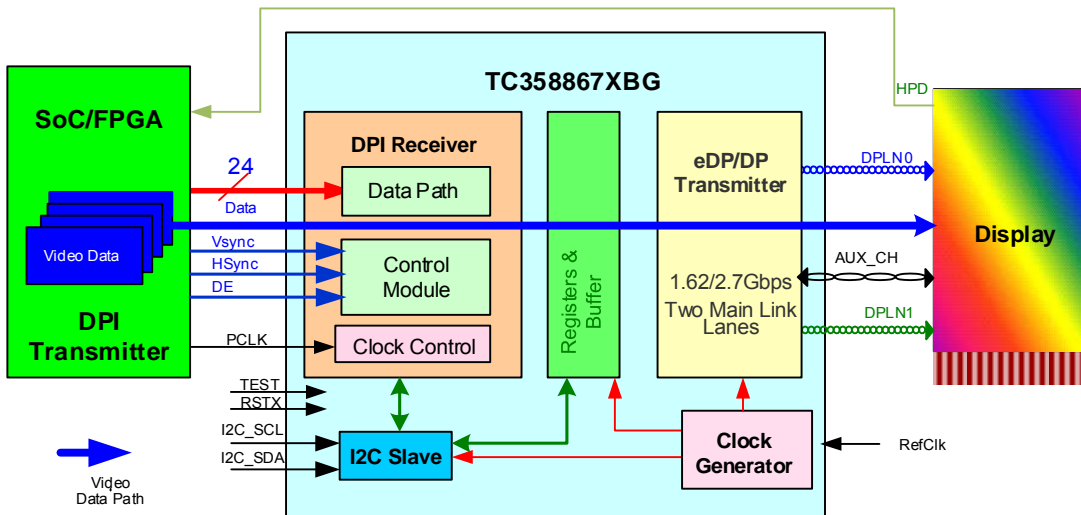 TC358867XBG
HPD
SoC/FPGA
24
Data
Video Data
Vsync
HSync
DE
DPI
Transmitter
PCLK
TEST
RSTX
I2C_SCL
I2C_SDA
DPI Receiver
Data Path
Control
Module
Clock Control
I2C Slave
Registers &
Buffer
eDP/DP
Transmitter
1.62/2.7Gbps
Two Main Link
Lanes
Clock
Generator
DPLN0
AUX_CH
DPLN1
Display
RefClk
Video
Data Path